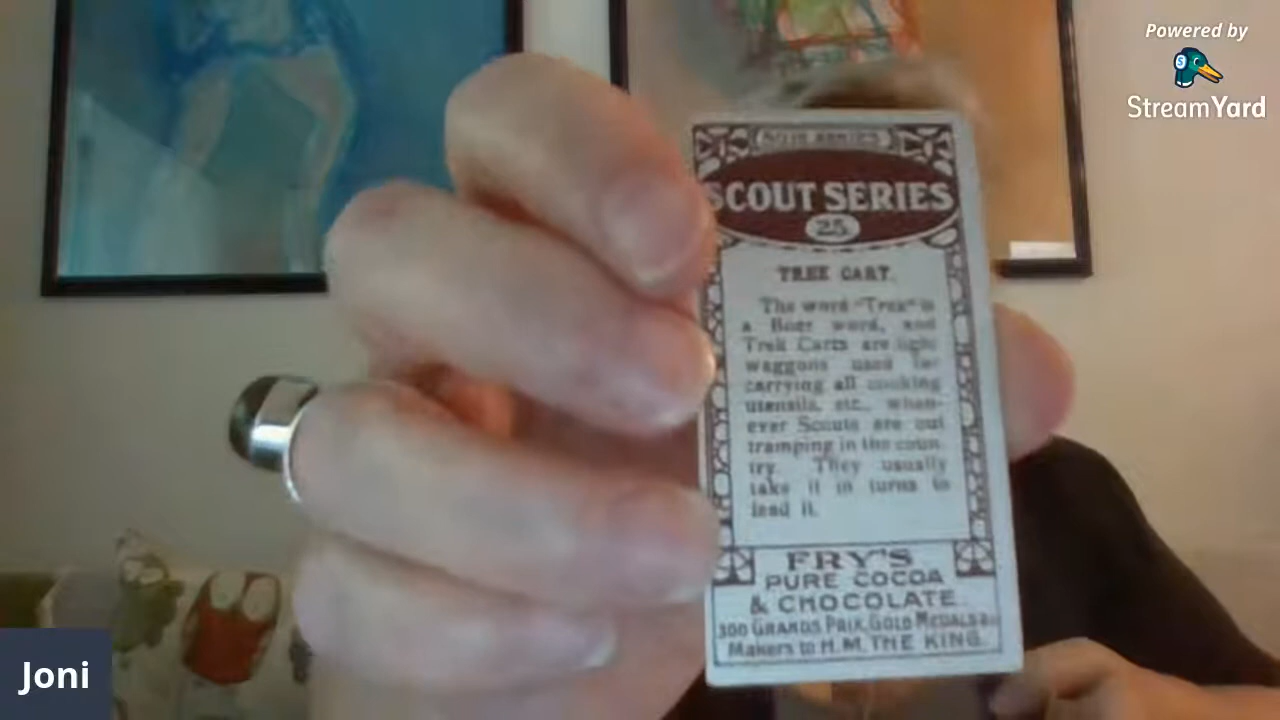 Powered by
StreamYard
SCOUT SERIES
25
TREK CART.
The word "Trek" is
a Boer word, and
Trek Carts are light
waggons used for
carrying all cooking
utensils, etc., when-
ever Scouts are out
tramping in the coun-
try. They usually
take it in turns to
lead it.
FRY'S
PURE COCOA
& CHOCOLATE.
300 GRANDS PRIX, GOLD MEDALS &c
Makers to H.M. THE KING.
Joni